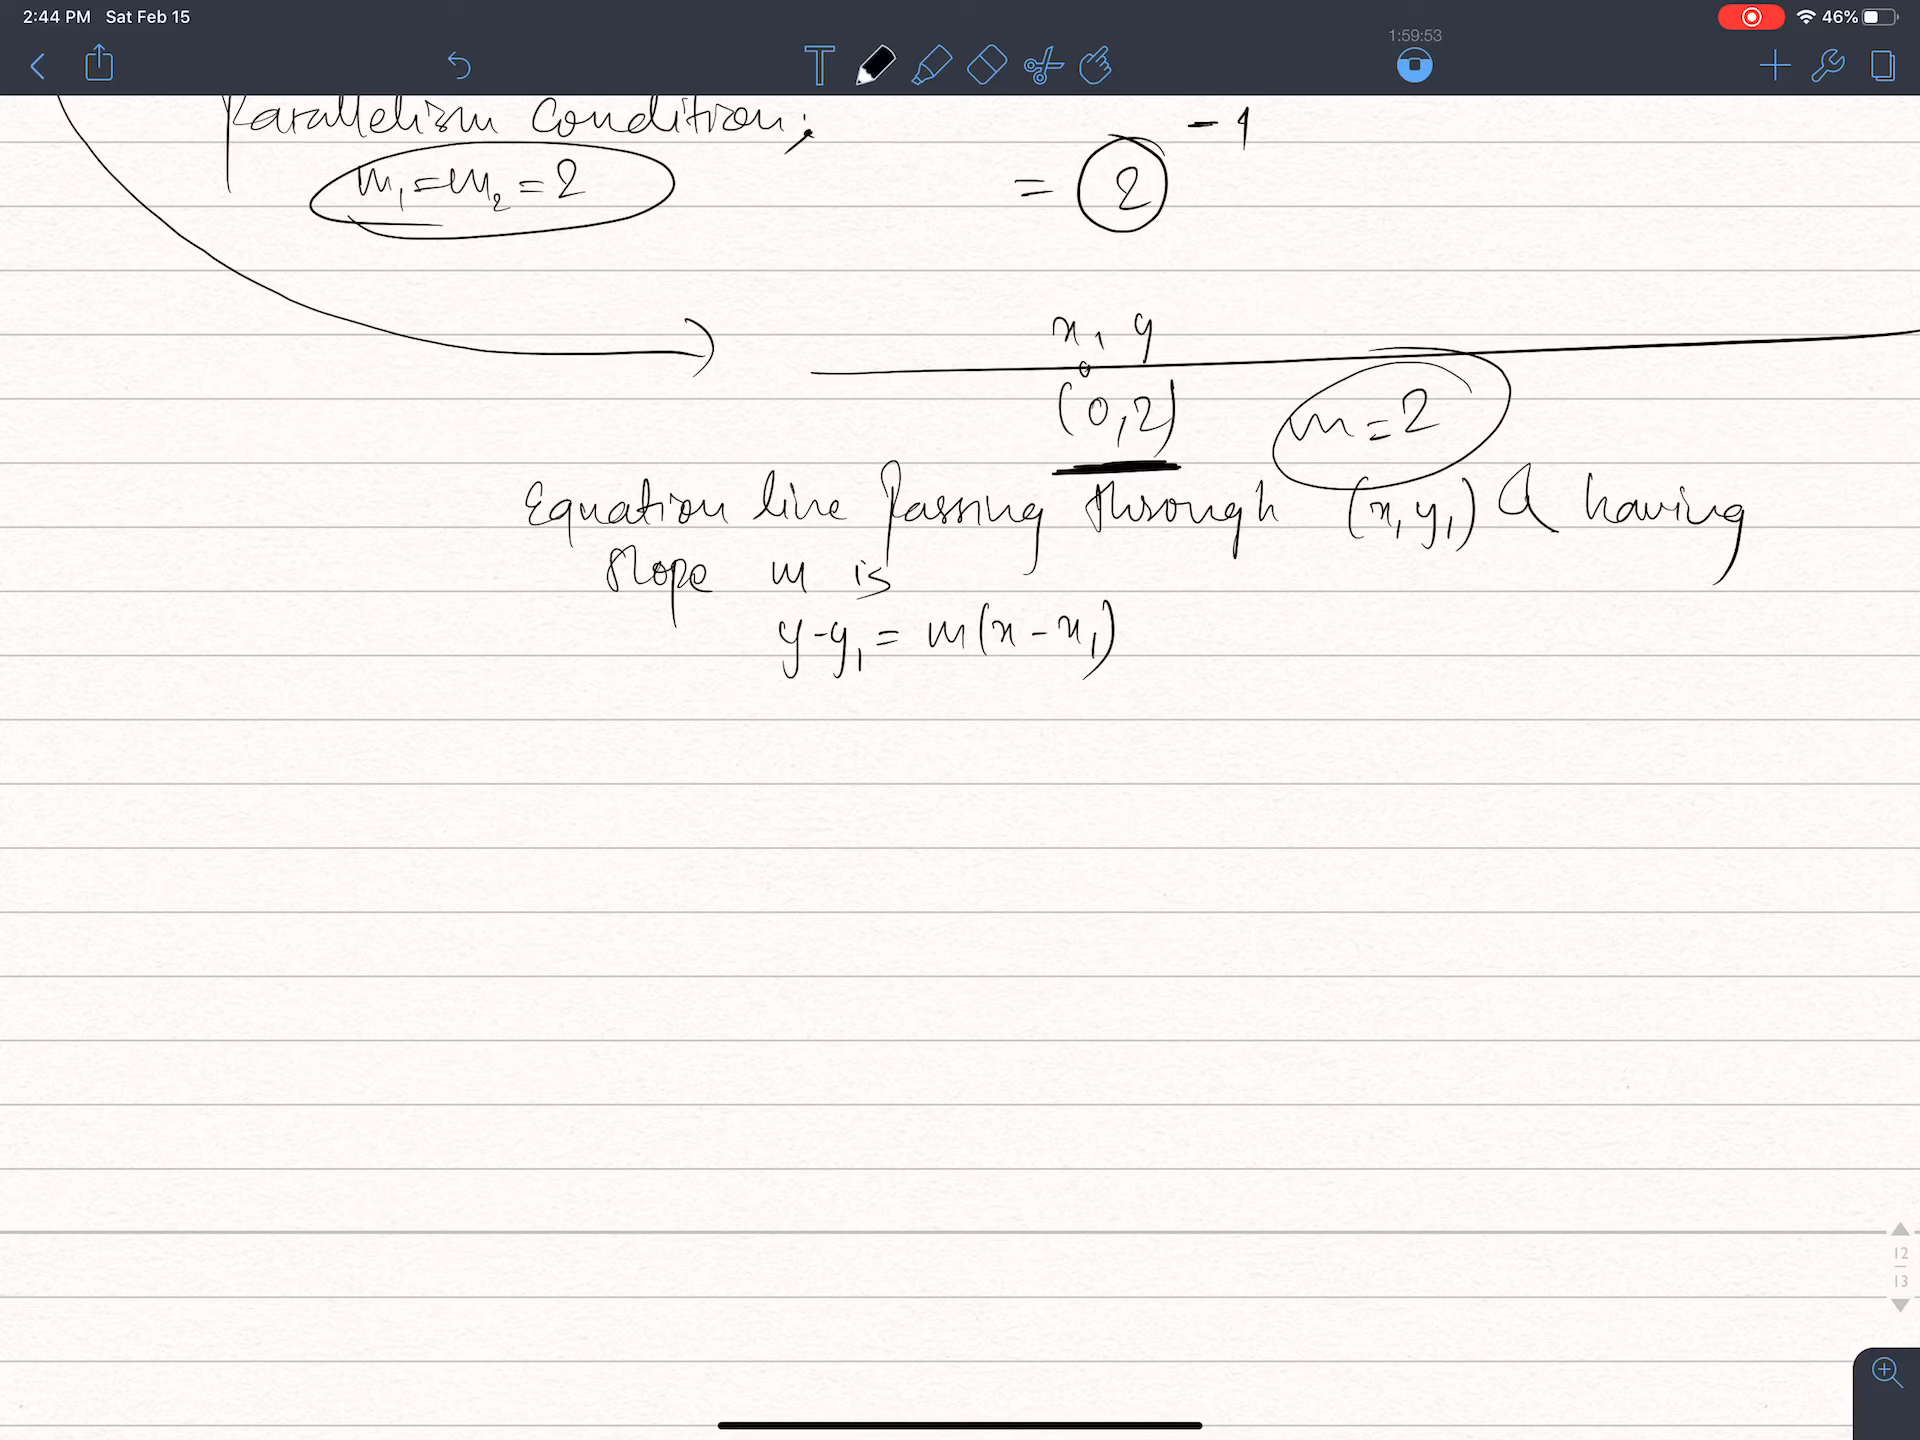 2:44 PM Sat Feb 15
46%
1:59:53
T
Parallelism Condition;
- 1
m₁ = m₂ = 2
= 2
x, y
(0,2)
m = 2
Equation line Passing through (x, y₁) & having
slope m is
y - y₁ = m(x - x₁)
12
13